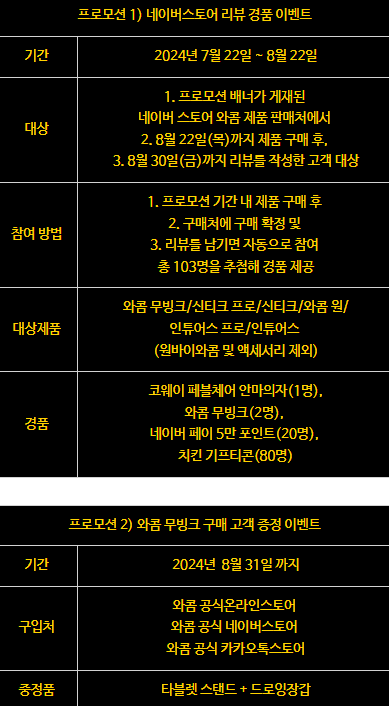 프로모션 1) 네이버스토어 리뷰 경품 이벤트
기간
2024년 7월 22일 ~ 8월 22일
대상
1. 프로모션 배너가 게재된
네이버 스토어 와콤 제품 판매처에서
2. 8월 22일(목)까지 제품 구매 후,
3. 8월 30일(금)까지 리뷰를 작성한 고객 대상
참여 방법
1. 프로모션 기간 내 제품 구매 후
2. 구매처에 구매 확정 및
3. 리뷰를 남기면 자동으로 참여
총 103명을 추첨해 경품 제공
대상제품
와콤 무빙크/신티크 프로/신티크/와콤 원/
인튜어스 프로/인튜어스
(원바이와콤 및 액세서리 제외)
경품
코웨이 페블체어 안마의자(1명),
와콤 무빙크(2명),
네이버 페이 5만 포인트(20명),
치킨 기프티콘(80명)
프로모션 2) 와콤 무빙크 구매 고객 증정 이벤트
기간
2024년 8월 31일 까지
구입처
와콤 공식온라인스토어
와콤 공식 네이버스토어
와콤 공식 카카오톡스토어
증정품
타블렛 스탠드 + 드로잉장갑